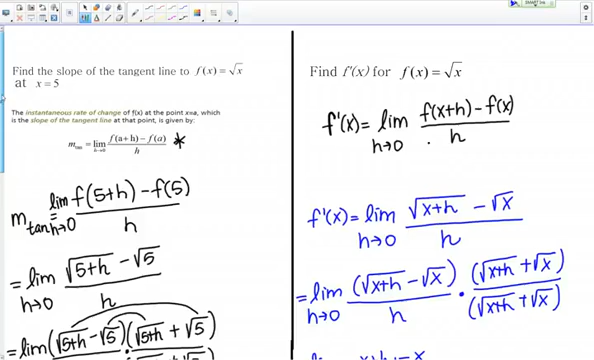 Find the slope of the tangent line to f(x) = √x
at x = 5
The instantaneous rate of change of f(x) at the point x=a, which
is the slope of the tangent line at that point, is given by:
m_tan = lim_{h→0} (f(a+h) − f(a))/h *
m_tan = lim_{h→0} (f(5+h) − f(5))/h
= lim_{h→0} (√(5+h) − √5)/h
= lim (√(5+h) − √5) · (√(5+h) + √5)
Find f'(x) for f(x) = √x
f'(x) = lim_{h→0} (f(x+h) − f(x))/h
f'(x) = lim_{h→0} (√(x+h) − √x)/h
= lim_{h→0} (√(x+h) − √x)/h · (√(x+h) + √x)/(√(x+h) + √x)